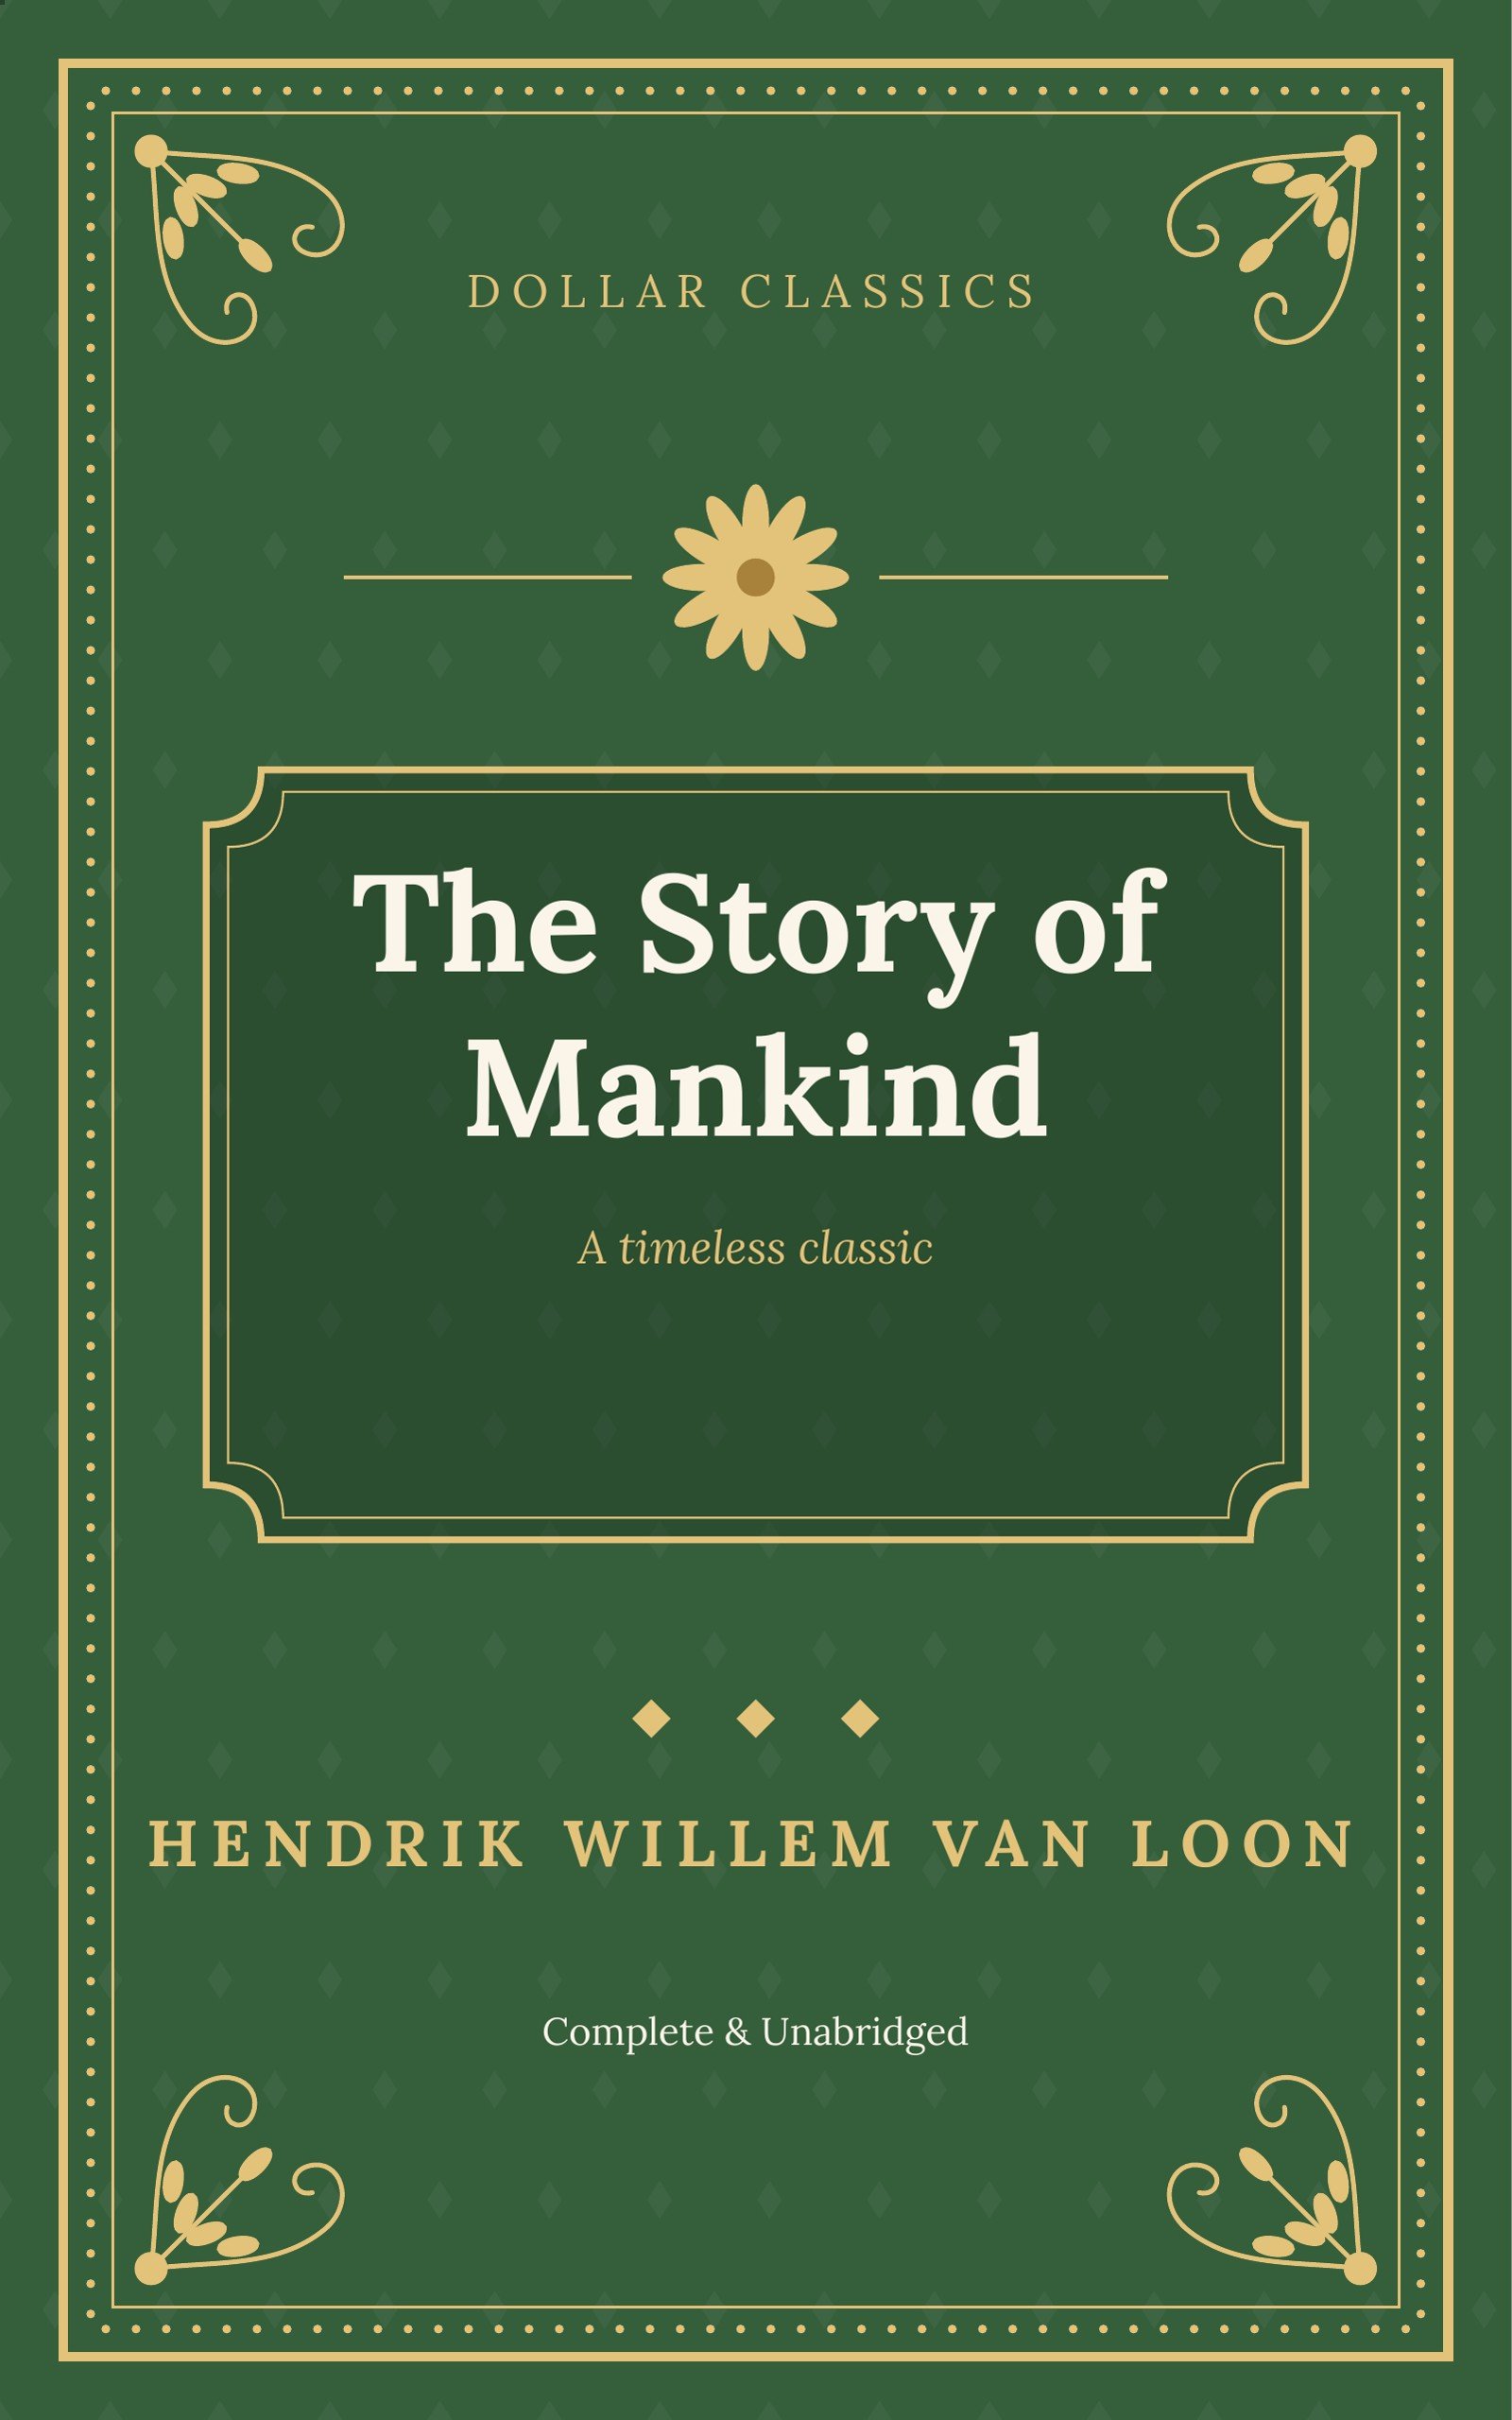 DOLLAR CLASSICS
The Story of
Mankind
A timeless classic
HENDRIK WILLEM VAN LOON
Complete & Unabridged